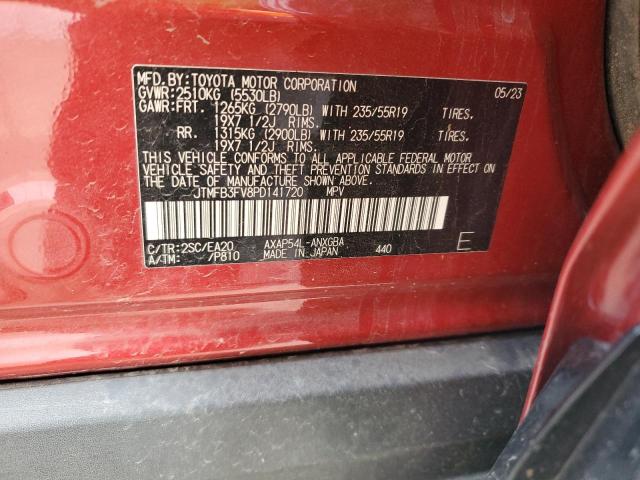 MFD.BY:TOYOTA MOTOR CORPORATION 05/23
GVWR:2510KG (5530LB)
GAWR:FRT. 1265KG (2790LB) WITH 235/55R19 TIRES.
19X7 1/2J RIMS.
RR. 1315KG (2900LB) WITH 235/55R19 TIRES.
19X7 1/2J RIMS.
THIS VEHICLE CONFORMS TO ALL APPLICABLE FEDERAL MOTOR
VEHICLE SAFETY AND THEFT PREVENTION STANDARDS IN EFFECT
ON THE DATE OF MANUFACTURE SHOWN ABOVE.
JTMFB3FV8PD141720 MPV
C/TR:2SC/EA20 AXAP54L-ANXGBA
A/TM: /P810 MADE IN JAPAN 440 E